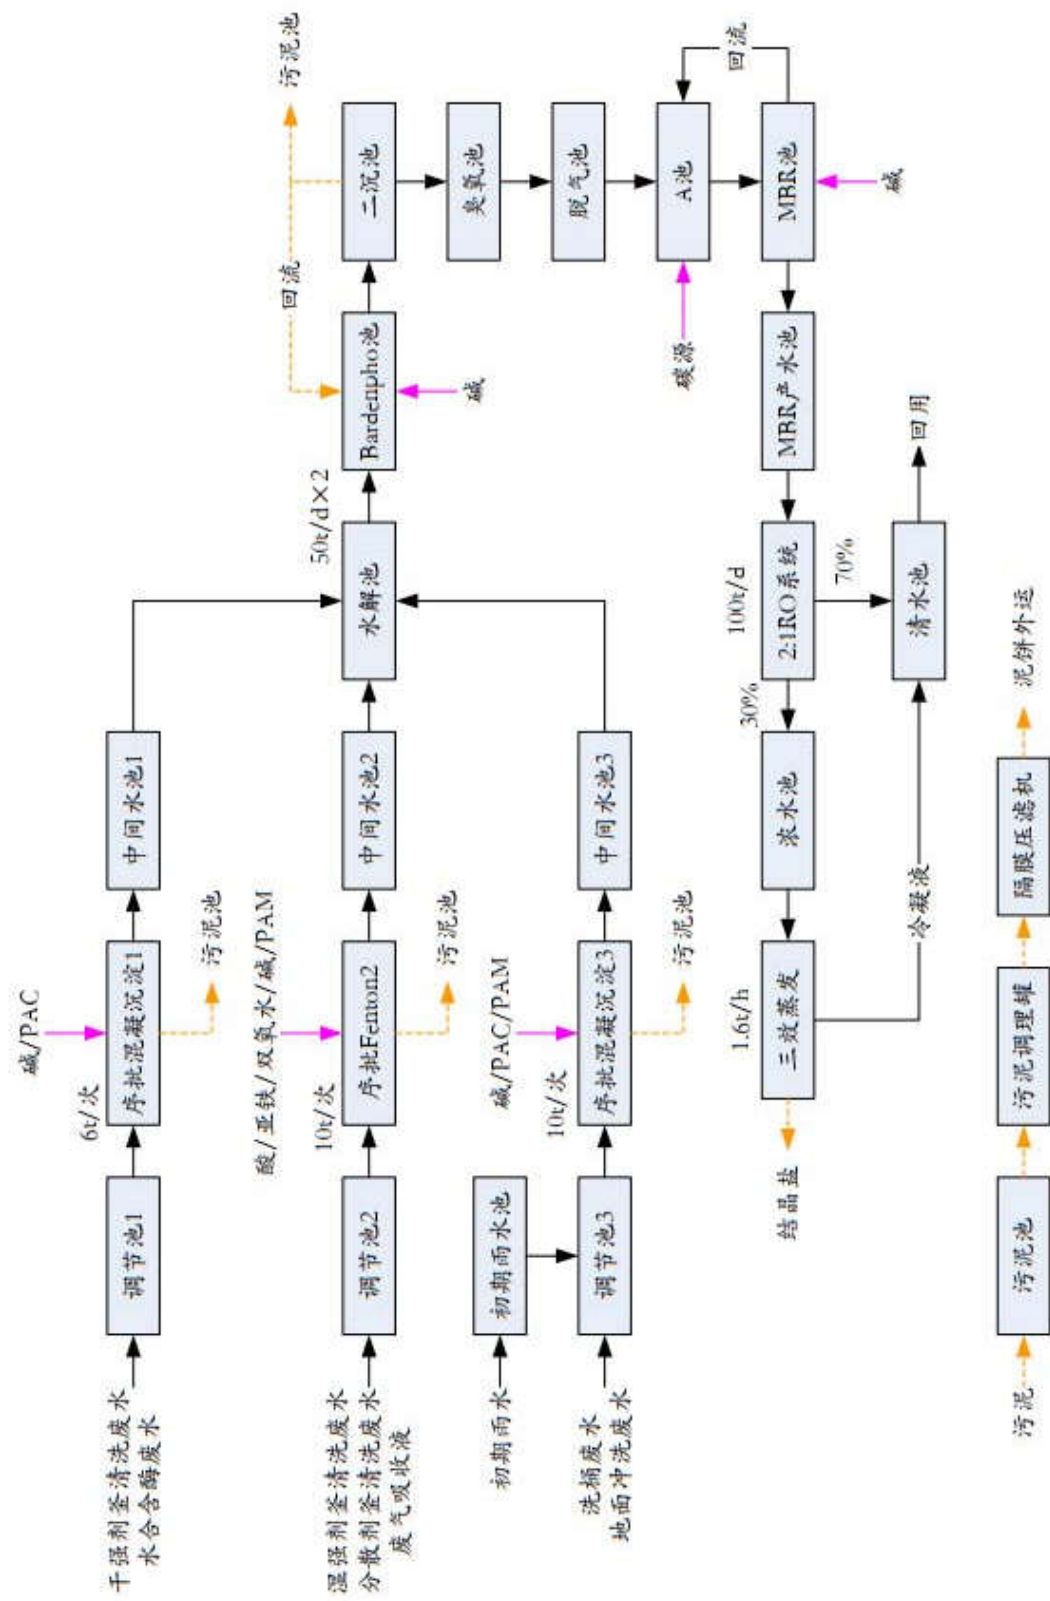 碱/PAC
6t/次
干强剂釜清洗废水
水合含酶废水
调节池1
序批混凝沉淀1
中间水池1
污泥池
酸/亚铁/双氧水/碱/PAM
10t/次
湿强剂釜清洗废水
分散剂釜清洗废水
废气吸收液
调节池2
序批Fenton2
中间水池2
污泥池
水解池
50t/d×2
Bardenpho池
碱
回流
二沉池
污泥池
臭氧池
脱气池
A池
碳源
回流
MBR池
碱
初期雨水
初期雨水池
碱/PAC/PAM
10t/次
洗桶废水
地面冲洗废水
调节池3
序批混凝沉淀3
中间水池3
污泥池
结晶盐
1.6t/h
三效蒸发
浓水池
30%
100t/d
2:1RO系统
70%
MBR产水池
冷凝液
清水池
回用
污泥
污泥池
污泥调理罐
隔膜压滤机
泥饼外运